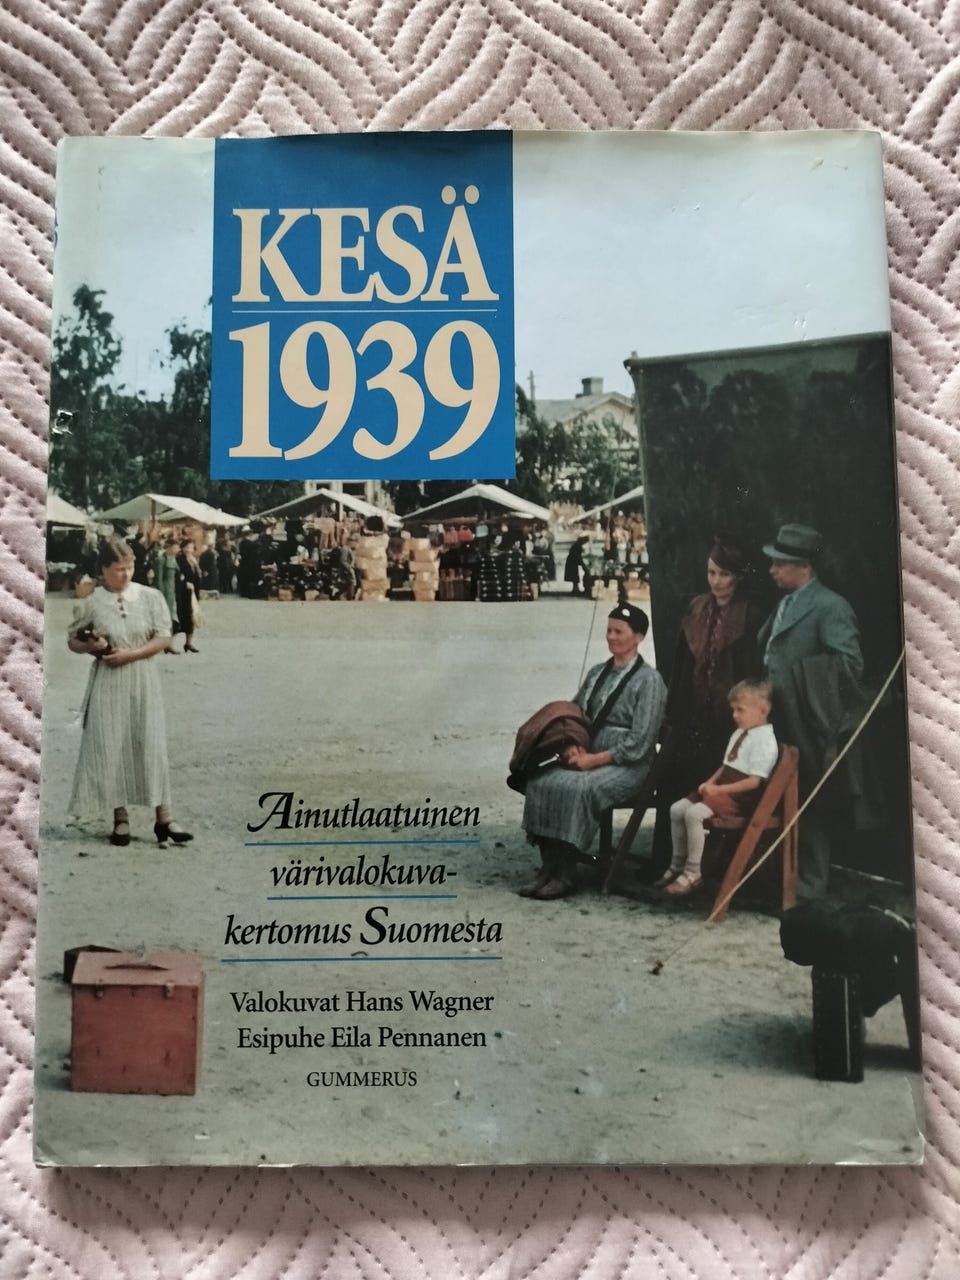 KESÄ
1939
Ainutlaatuinen
värivalokuva-
kertomus Suomesta
Valokuvat Hans Wagner
Esipuhe Eila Pennanen
GUMMERUS